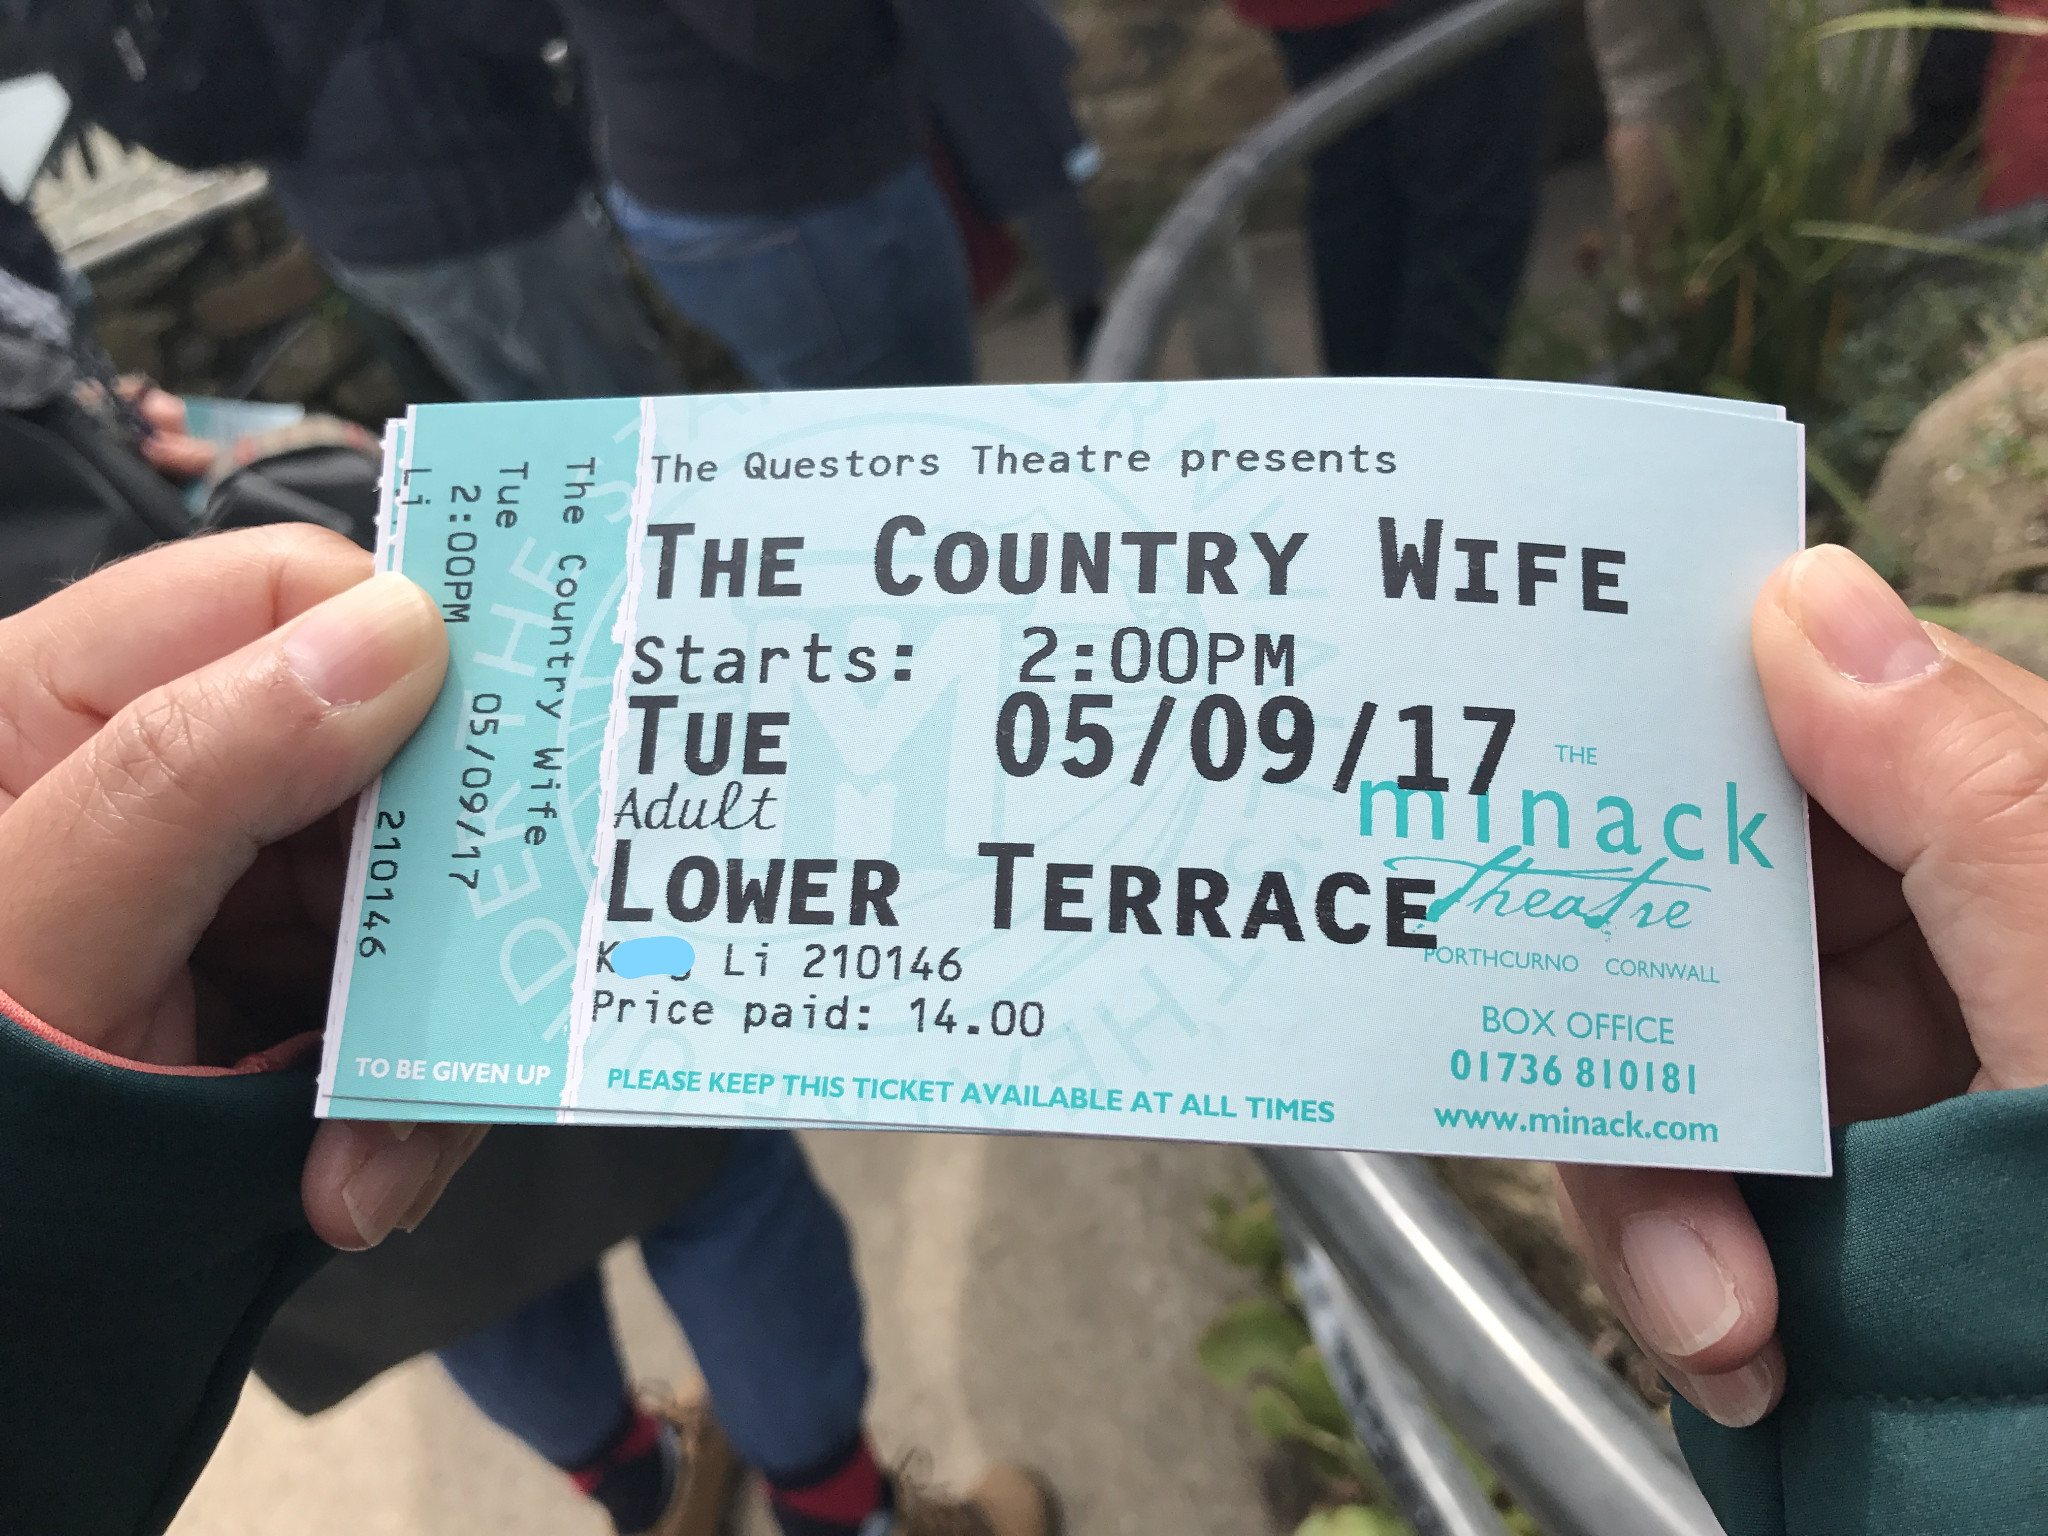 The Country Wife
Tue 05/09/17
2:00PM
Li 210146
TO BE GIVEN UP
The Questors Theatre presents
THE COUNTRY WIFE
Starts: 2:00PM
TUE 05/09/17
Adult
LOWER TERRACE
Li 210146
Price paid: 14.00
PLEASE KEEP THIS TICKET AVAILABLE AT ALL TIMES
THE
minack
Theatre
PORTHCURNO CORNWALL
BOX OFFICE
01736 810181
www.minack.com